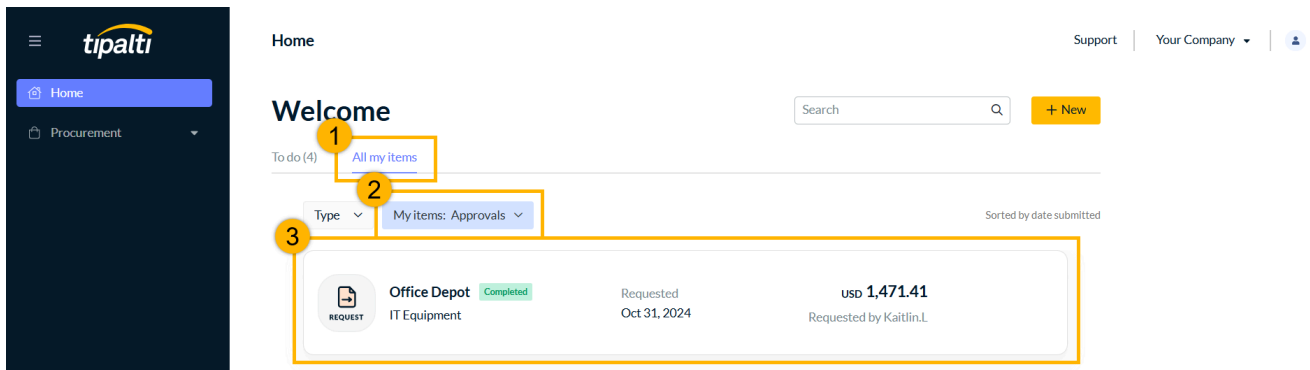 tipalti
Home
Support
Your Company
Home
Procurement
Welcome
Search
+ New
1
To do (4)
All my items
2
Type
My items: Approvals
Sorted by date submitted
3
REQUEST
Office Depot
Completed
IT Equipment
Requested
Oct 31, 2024
USD 1,471.41
Requested by Kaitlin.L